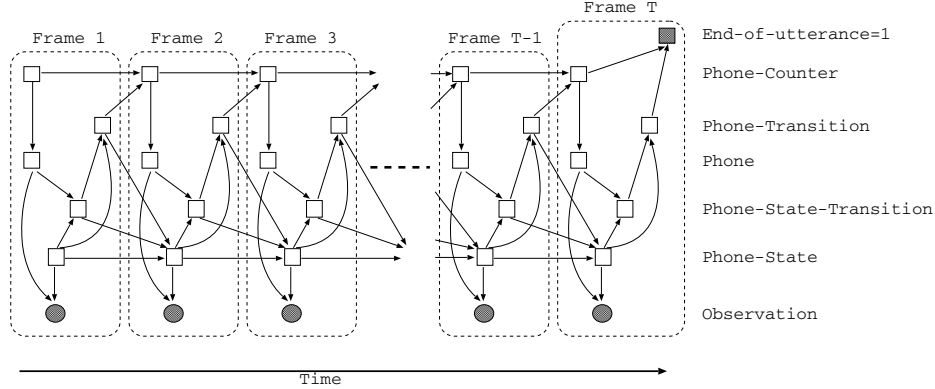 Frame T
Frame 1
Frame 2
Frame 3
Frame T-1
End-of-utterance=1
Phone-Counter
Phone-Transition
Phone
Phone-State-Transition
Phone-State
Observation
Time